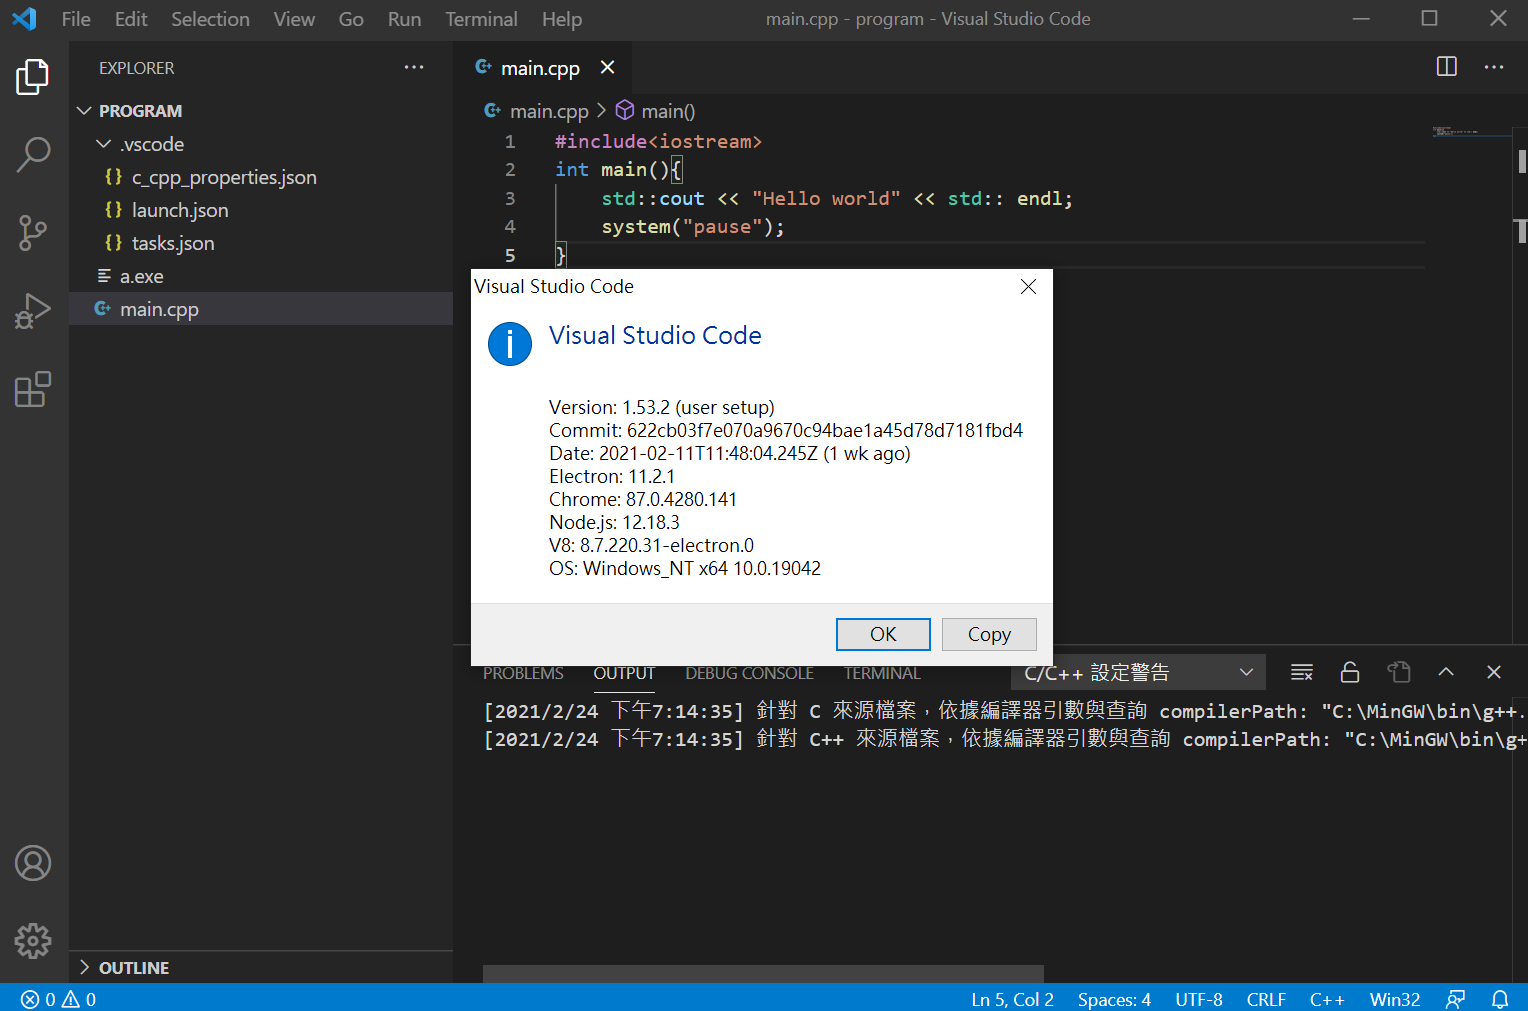 File Edit Selection View Go Run Terminal Help main.cpp - program - Visual Studio Code
EXPLORER
PROGRAM
.vscode
c_cpp_properties.json
launch.json
tasks.json
a.exe
main.cpp
OUTLINE
main.cpp
main.cpp > main()
1 #include<iostream>
2 int main(){
3 std::cout << "Hello world" << std:: endl;
4 system("pause");
5 }
Visual Studio Code
Visual Studio Code
Version: 1.53.2 (user setup)
Commit: 622cb03f7e070a9670c94bae1a45d78d7181fbd4
Date: 2021-02-11T11:48:04.245Z (1 wk ago)
Electron: 11.2.1
Chrome: 87.0.4280.141
Node.js: 12.18.3
V8: 8.7.220.31-electron.0
OS: Windows_NT x64 10.0.19042
OK Copy
PROBLEMS OUTPUT DEBUG CONSOLE TERMINAL C/C++ 設定警告
[2021/2/24 下午7:14:35] 針對 C 來源檔案，依據編譯器引數與查詢 compilerPath: "C:\MinGW\bin\g++.
[2021/2/24 下午7:14:35] 針對 C++ 來源檔案，依據編譯器引數與查詢 compilerPath: "C:\MinGW\bin\g+
0 0 Ln 5, Col 2 Spaces: 4 UTF-8 CRLF C++ Win32